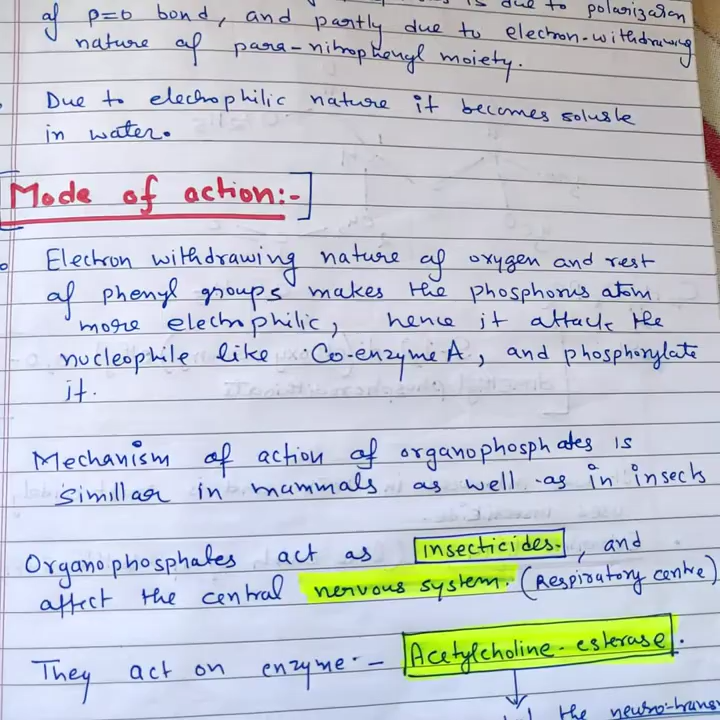 is due to polarization
of p=o bond, and partly due to electron-withdrawing
nature of para-nitrophenyl moiety.
Due to electrophilic nature it becomes soluble
in water.
[Mode of action:-]
Electron withdrawing nature of oxygen and rest
of phenyl groups makes the phosphorus atom
more electrophilic, hence it attack the
nucleophile like Co-enzyme A, and phosphorylate
it.
Mechanism of action of organophosphates is
simillar in mammals as well as in insects
Organophosphates act as insecticides., and
affect the central nervous system. (Respiratory centre)
They act on enzyme - Acetylcholine-esterase.
the neuro-trans